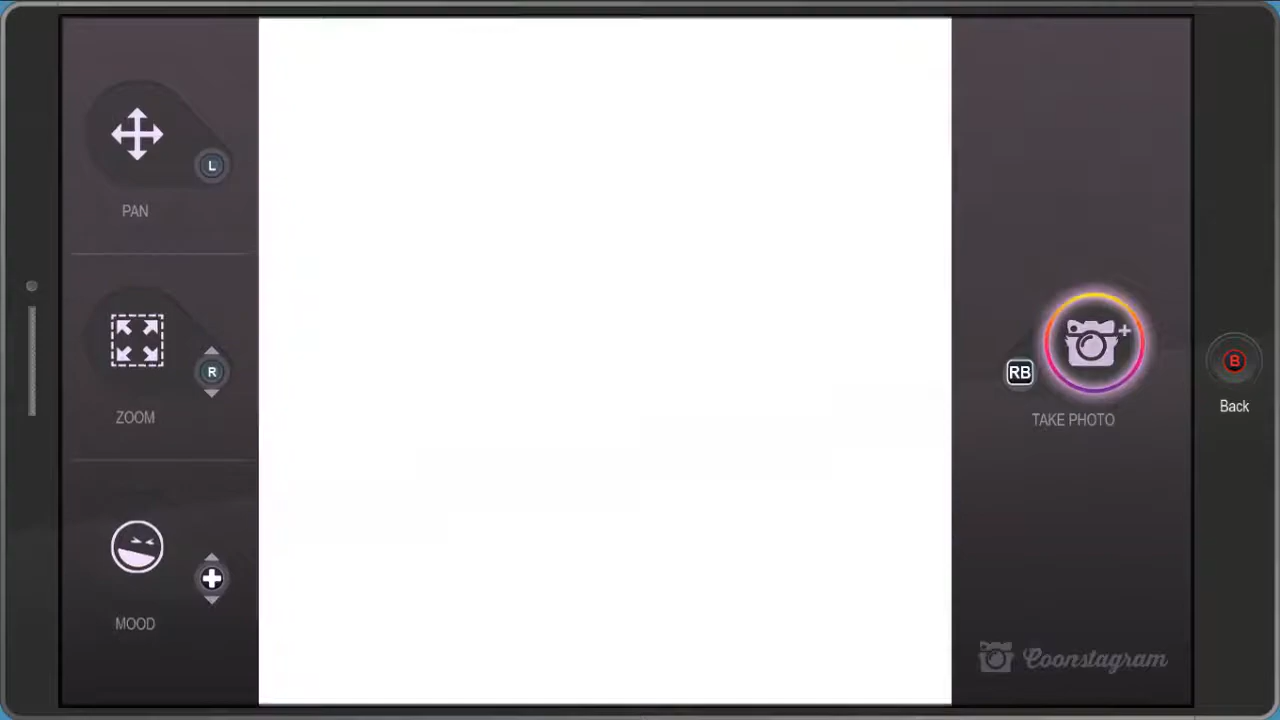 PAN
L
ZOOM
R
MOOD
RB
TAKE PHOTO
B
Back
Coonstagram